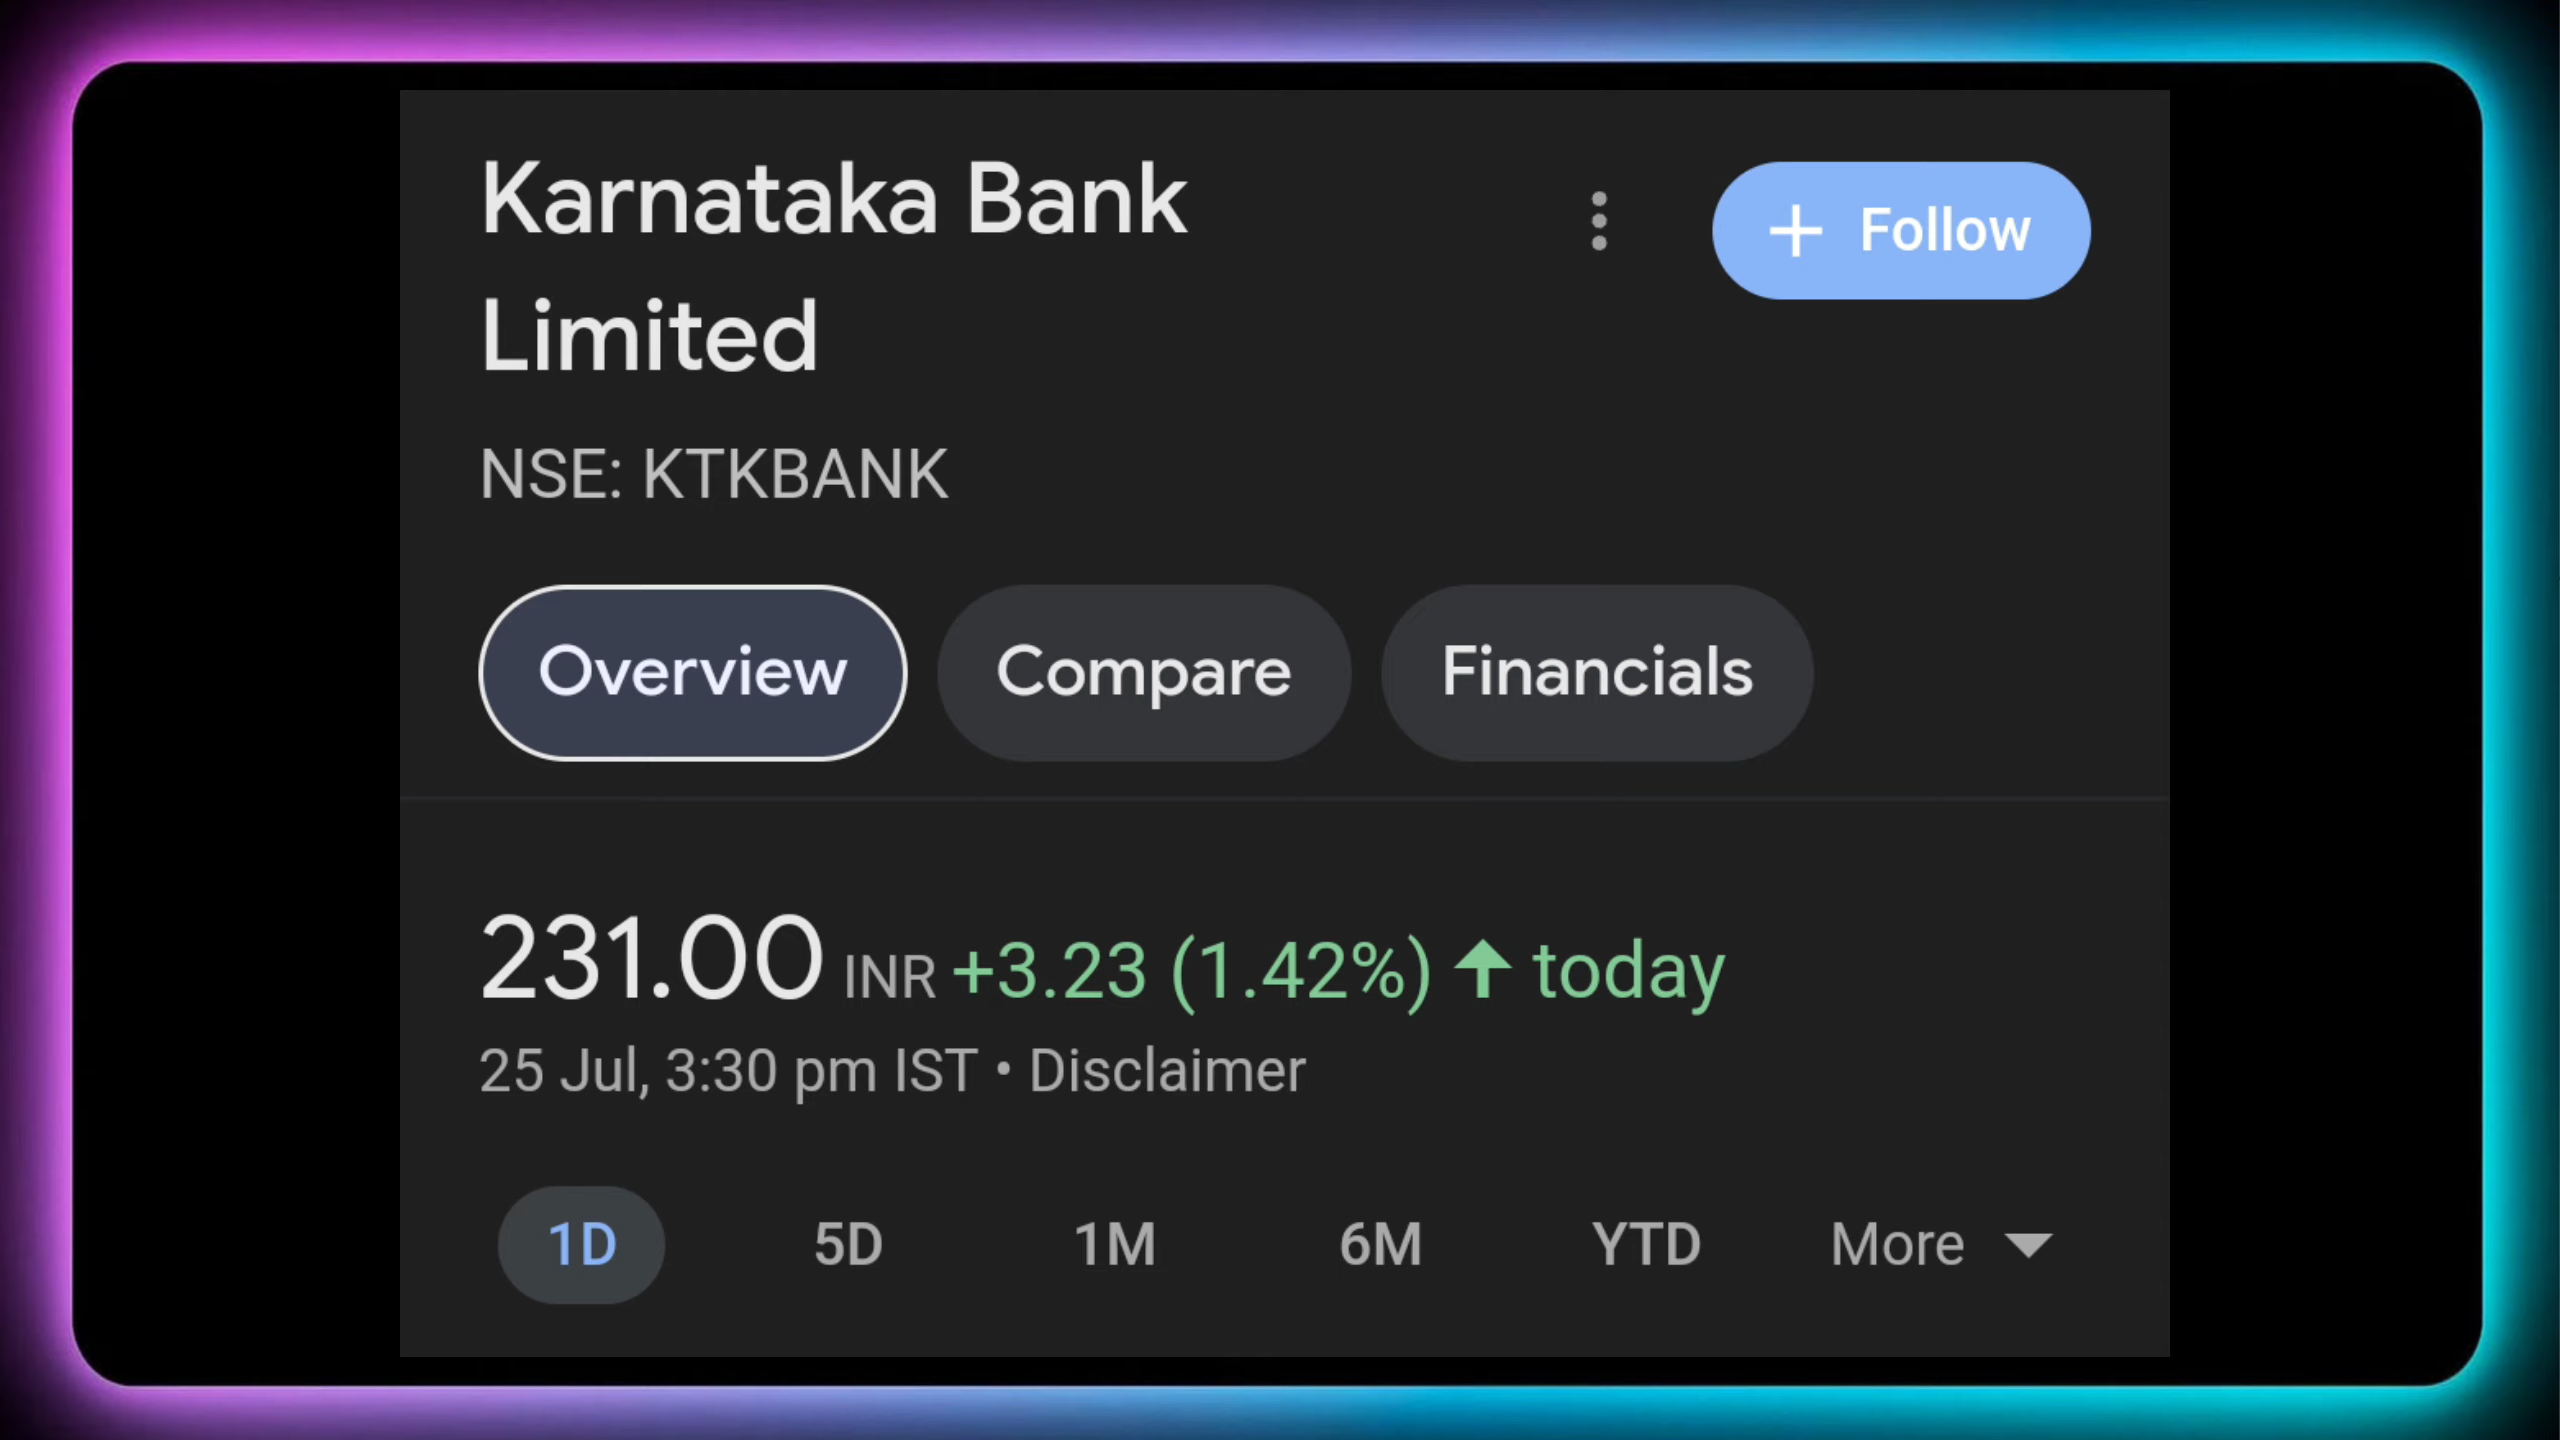 Karnataka Bank
Limited
+ Follow
NSE: KTKBANK
Overview Compare Financials
231.00 INR +3.23 (1.42%) ↑ today
25 Jul, 3:30 pm IST • Disclaimer
1D 5D 1M 6M YTD More